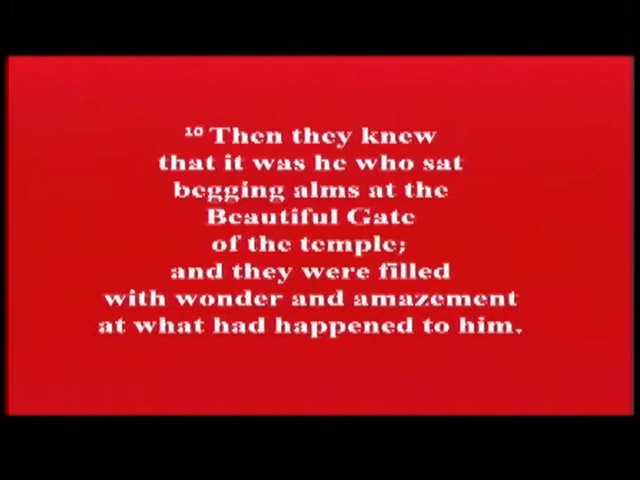 ¹⁰ Then they knew
that it was he who sat
begging alms at the
Beautiful Gate
of the temple;
and they were filled
with wonder and amazement
at what had happened to him.